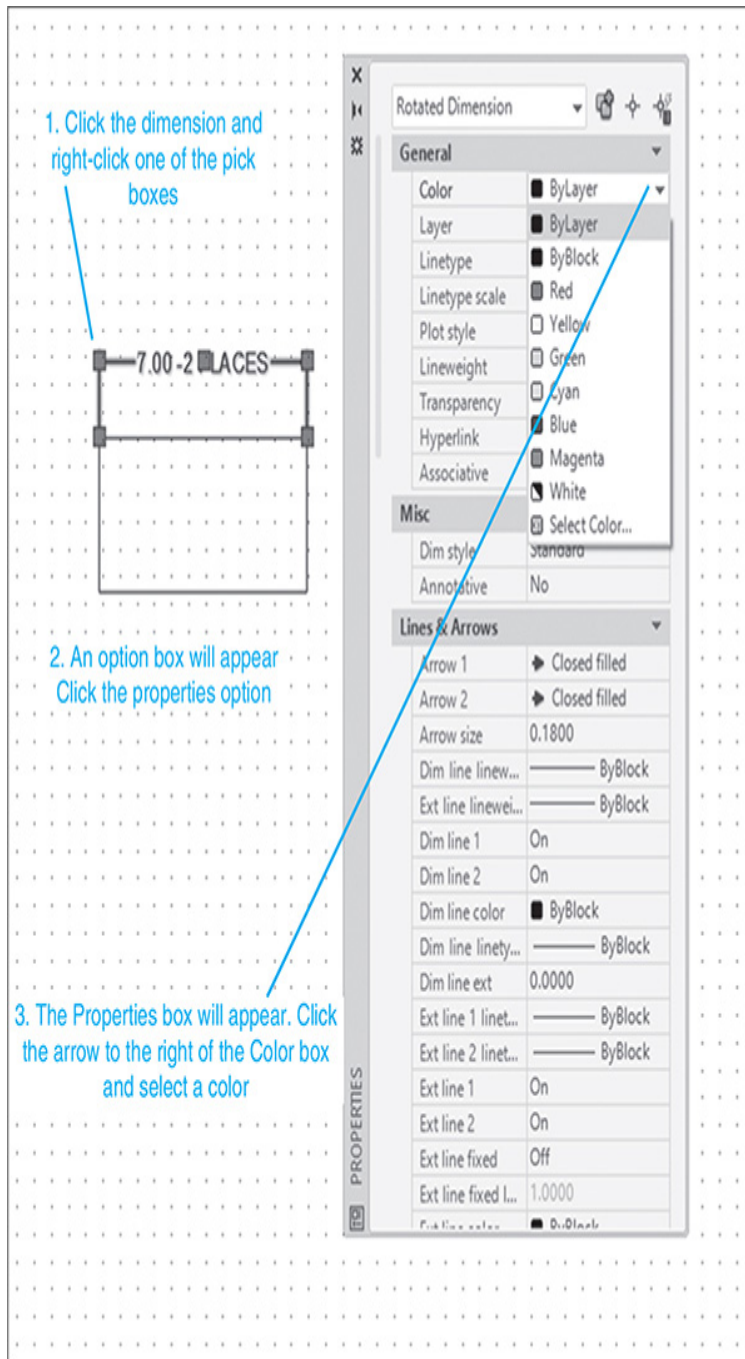 1. Click the dimension and
right-click one of the pick
boxes
7.00 -2 LACES
2. An option box will appear
Click the properties option
3. The Properties box will appear. Click
the arrow to the right of the Color box
and select a color
PROPERTIES
Rotated Dimension
General
Color ByLayer
Layer ByLayer
Linetype ByBlock
Linetype scale Red
Plot style Yellow
Lineweight Green
Transparency Cyan
Hyperlink Blue
Associative Magenta
White
Misc
Select Color...
Dim style Standard
Annotative No
Lines & Arrows
Arrow 1 Closed filled
Arrow 2 Closed filled
Arrow size 0.1800
Dim line linew... ByBlock
Ext line linewei... ByBlock
Dim line 1 On
Dim line 2 On
Dim line color ByBlock
Dim line linety... ByBlock
Dim line ext 0.0000
Ext line 1 linet... ByBlock
Ext line 2 linet... ByBlock
Ext line 1 On
Ext line 2 On
Ext line fixed Off
Ext line fixed l... 1.0000
Ext line color ByBlock